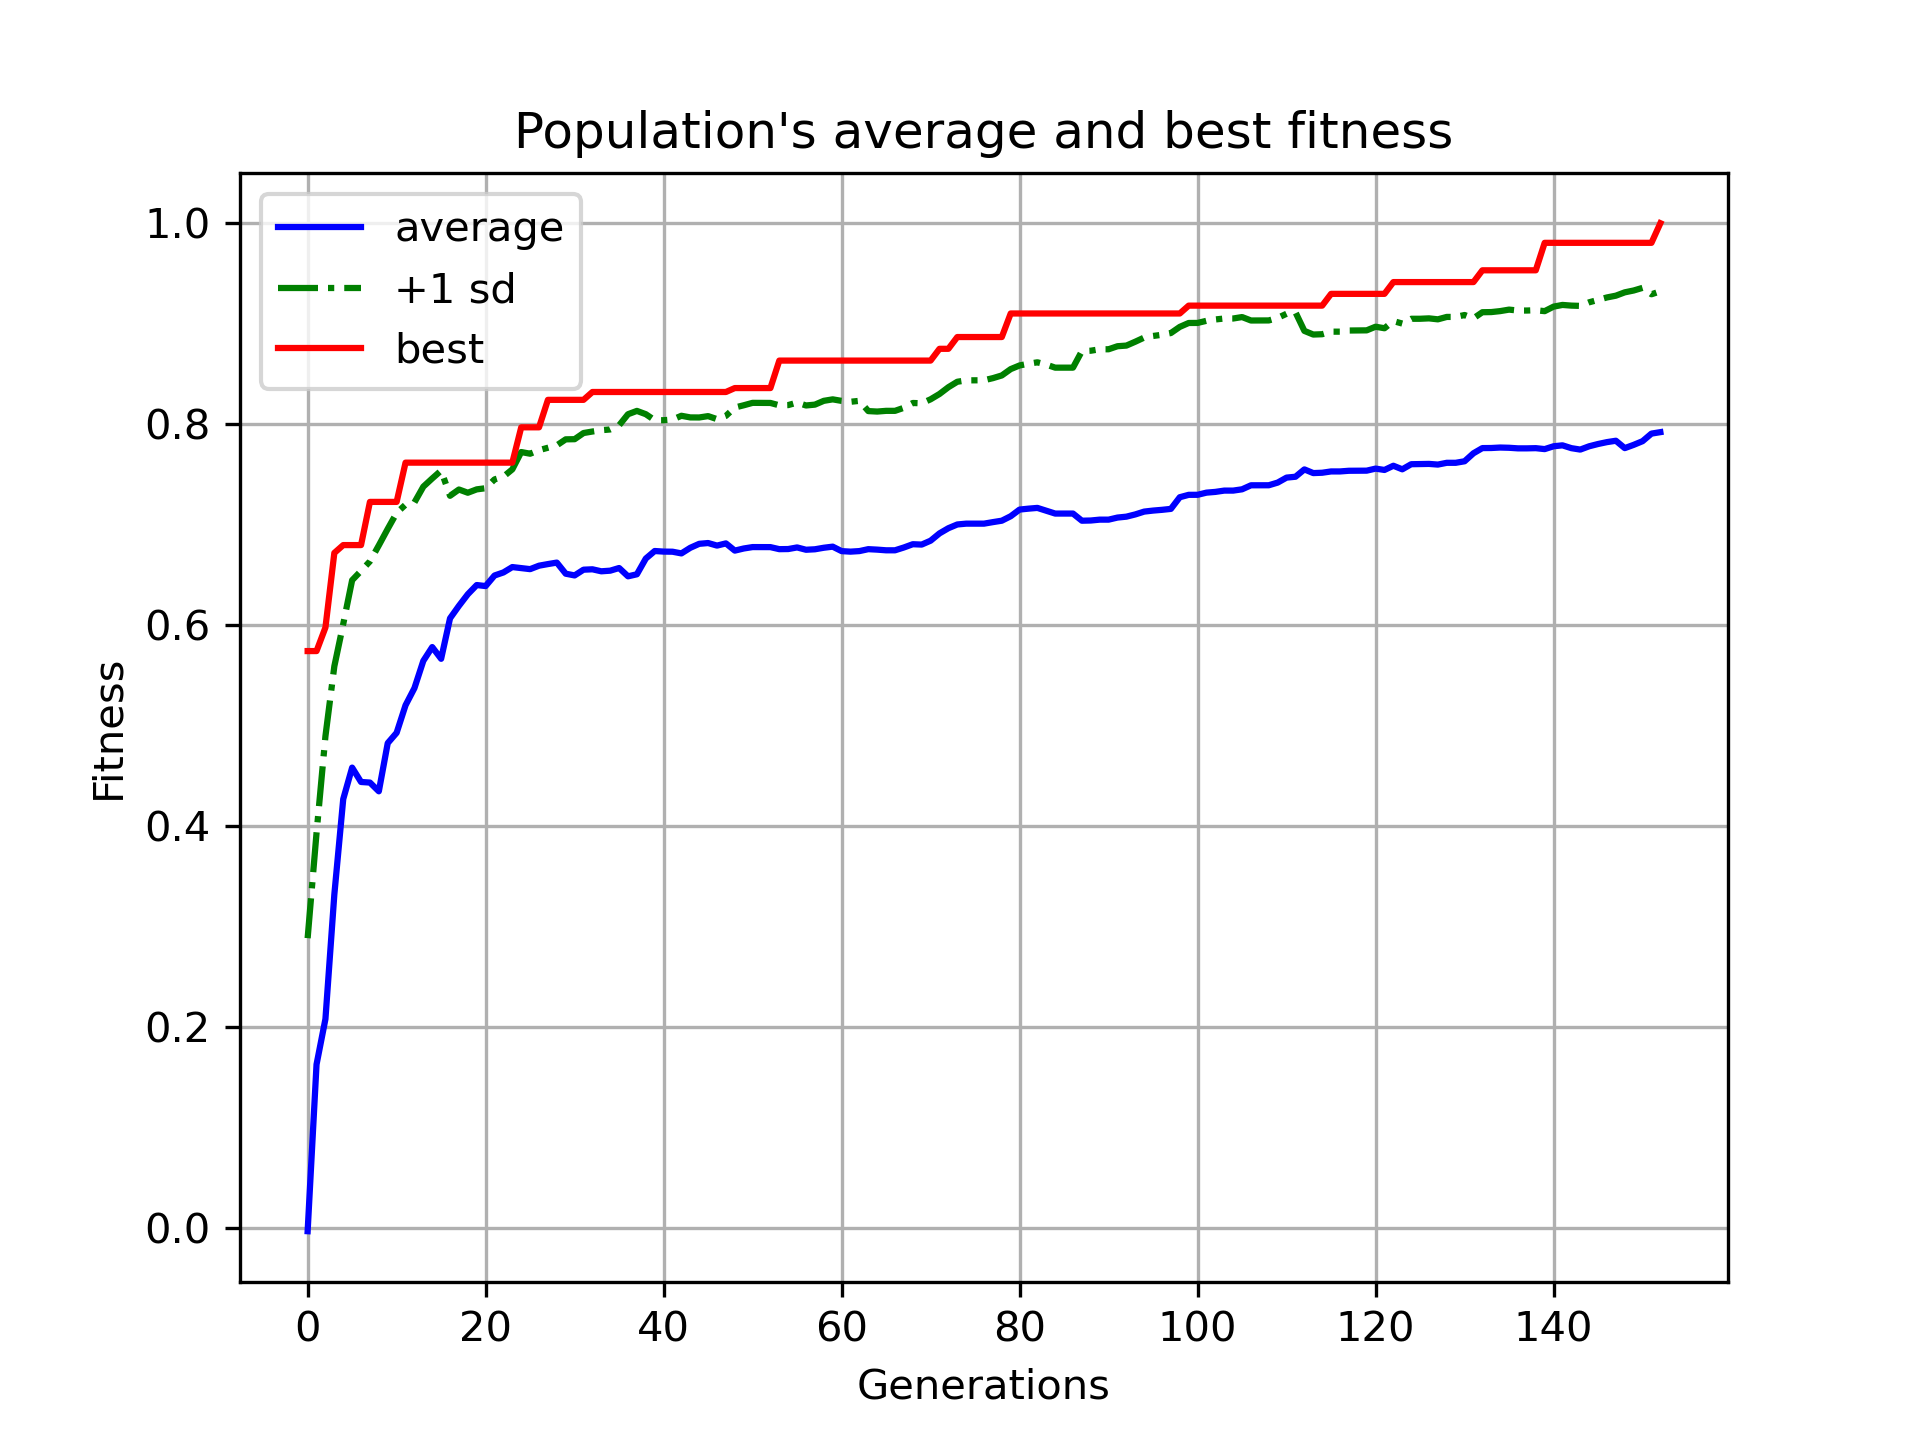 Population's average and best fitness
average
+1 sd
best
1.0
0.8
0.6
0.4
0.2
0.0
Fitness
0 20 40 60 80 100 120 140
Generations